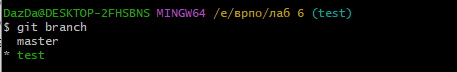 DazDa@DESKTOP-2FHSBNS MINGW64 /e/врпо/лаб 6 (test)
$ git branch
  master
* test